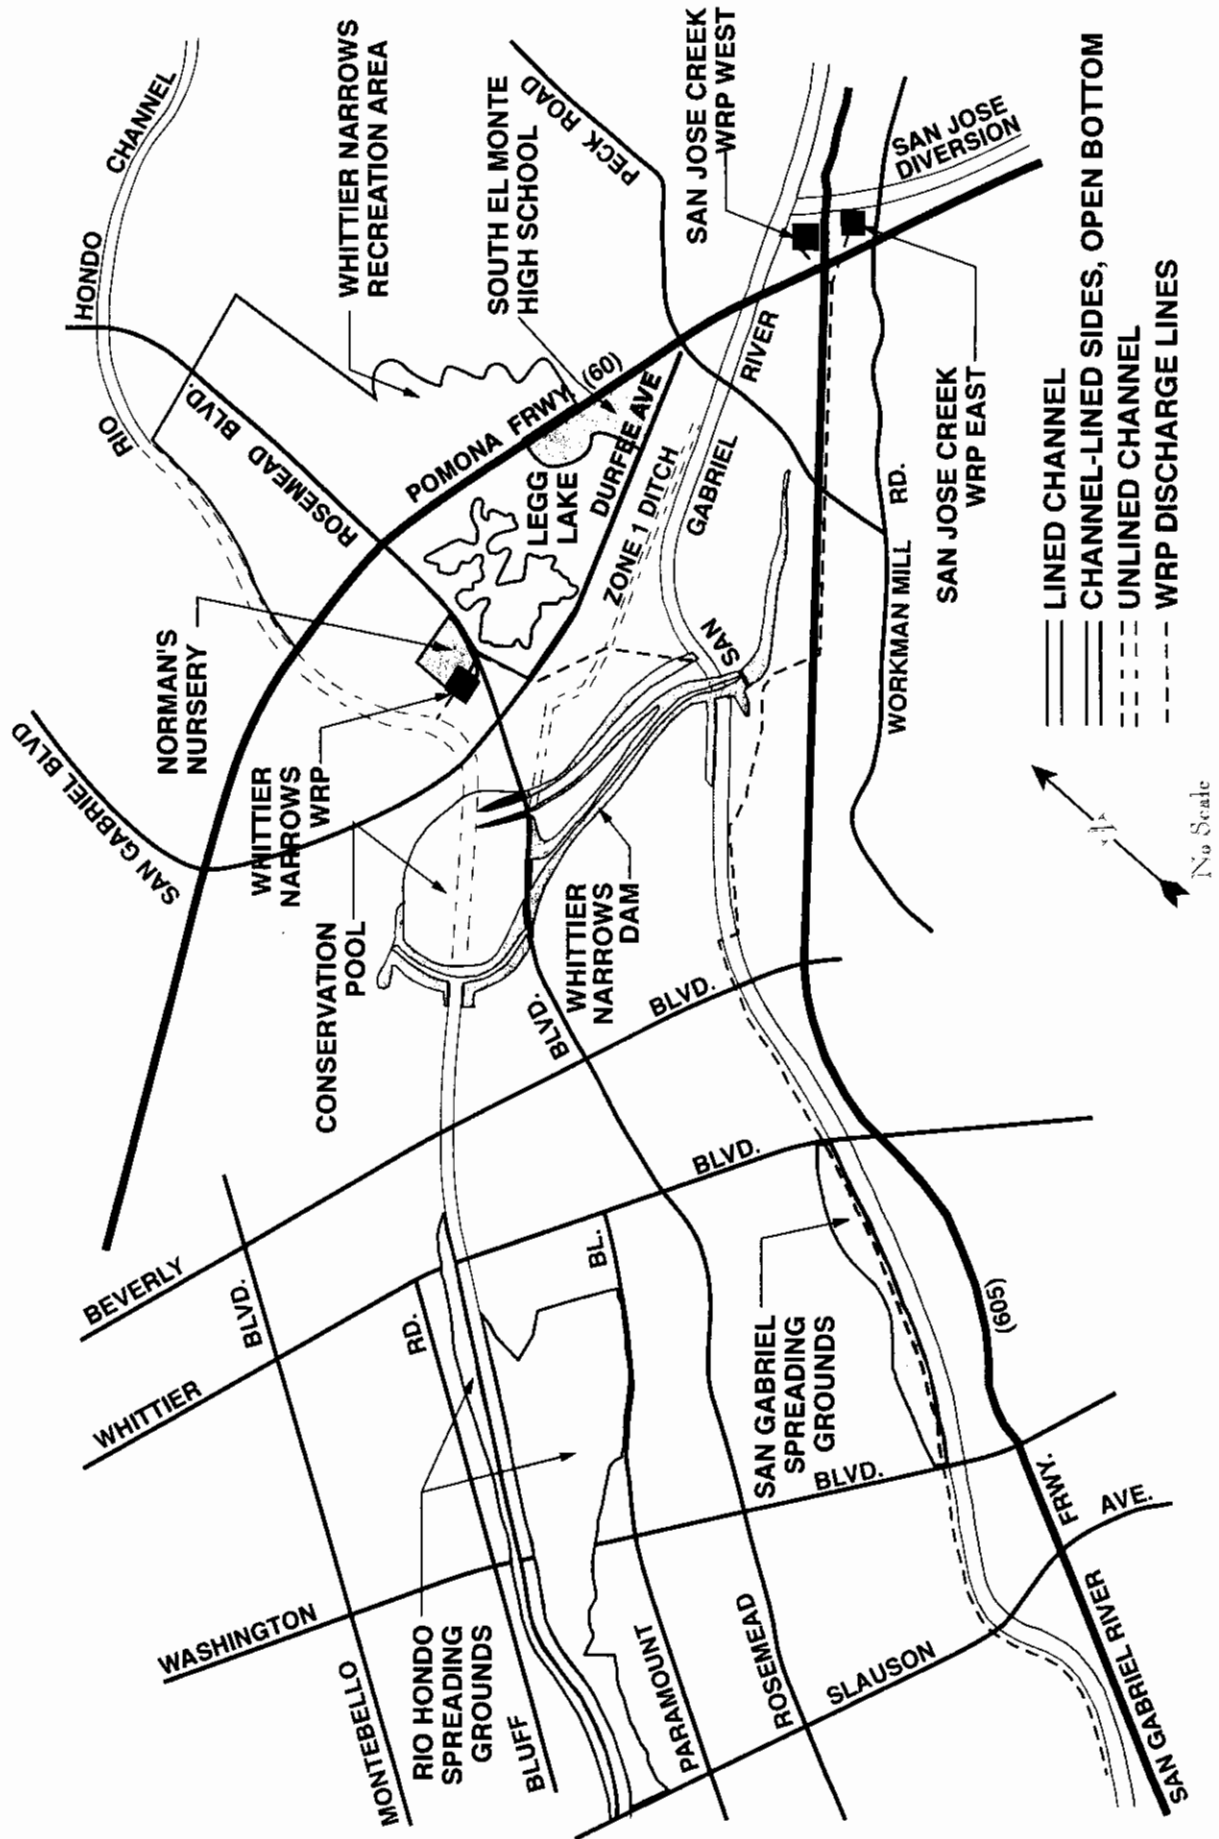 SAN GABRIEL BLVD
HONDO
CHANNEL
RIO
WHITTIER NARROWS
RECREATION AREA
SOUTH EL MONTE
HIGH SCHOOL
PECK ROAD
SAN JOSE CREEK
WRP WEST
SAN JOSE
DIVERSION
NORMAN'S
NURSERY
ROSEMEAD BLVD.
POMONA FRWY. (60)
LEGG
LAKE
DURFEE AVE
ZONE 1 DITCH
WHITTIER
NARROWS
WRP
CONSERVATION
POOL
WHITTIER
NARROWS
DAM
SAN
GABRIEL
RIVER
WORKMAN MILL
RD.
SAN JOSE CREEK
WRP EAST
BEVERLY
BLVD.
BLVD.
BLVD.
WHITTIER
BLVD.
RD.
BL.
WASHINGTON
BLVD.
MONTEBELLO
RIO HONDO
SPREADING
GROUNDS
BLUFF
PARAMOUNT
ROSEMEAD
SAN GABRIEL
SPREADING
GROUNDS
SLAUSON
AVE.
(605)
FRWY.
SAN GABRIEL RIVER
LINED CHANNEL
CHANNEL-LINED SIDES, OPEN BOTTOM
UNLINED CHANNEL
WRP DISCHARGE LINES
N
No Scale